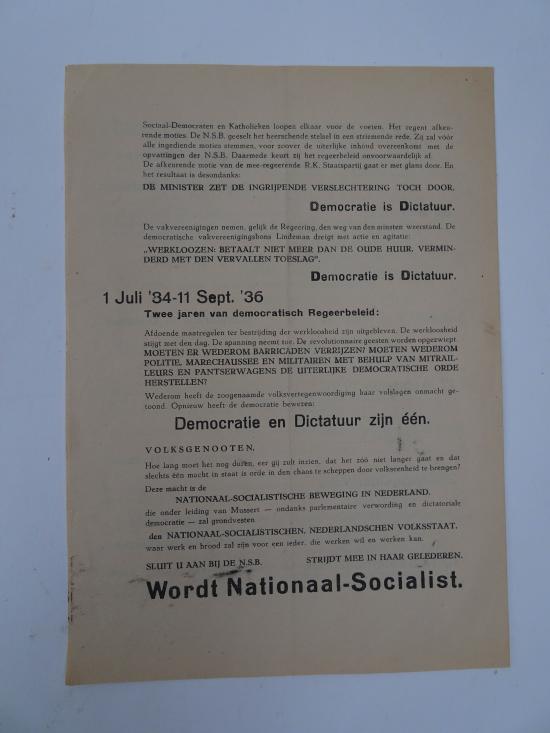 Sociaal-Democraten en Katholieken loopen elkaar voor de voeten. Het regent afkeu-
rende moties. De N.S.B. geeselt het heerschende stelsel in een striemende rede. Zij zal vóór
alle ingediende moties stemmen, voor zoover de uiterlijke inhoud overeenkomt met de
opvattingen der N.S.B. Daarmede keurt zij het regeerbeleid onvoorwaardelijk af.
De afkeurende motie van de mee-regeerende R.K. Staatspartij gaat er met glans door. En
het resultaat is desondanks:
DE MINISTER ZET DE INGRIJPENDE VERSLECHTERING TOCH DOOR.
Democratie is Dictatuur.
De vakvereenigingen nemen, gelijk de Regeering, den weg van den minsten weerstand. De
democratische vakvereenigingsbons Lindeman dreigt met actie en agitatie:
„WERKLOOZEN: BETAALT NIET MEER DAN DE OUDE HUUR, VERMIN-
DERD MET DEN VERVALLEN TOESLAG".
Democratie is Dictatuur.
1 Juli '34-11 Sept. '36
Twee jaren van democratisch Regeerbeleid:
Afdoende maatregelen ter bestrijding der werkloosheid zijn uitgebleven. De werkloosheid
stijgt met den dag. De spanning neemt toe. De revolutionnaire geesten worden opgezwiept.
MOETEN ER WEDEROM BARRICADEN VERRIJZEN? MOETEN WEDEROM
POLITIE, MARECHAUSSEE EN MILITAIREN MET BEHULP VAN MITRAIL-
LEURS EN PANTSERWAGENS DE UITERLIJKE DEMOCRATISCHE ORDE
HERSTELLEN?
Wederom heeft de zoogenaamde volksvertegenwoordiging haar volslagen onmacht ge-
toond. Opnieuw heeft de democratie bewezen:
Democratie en Dictatuur zijn één.
VOLKSGENOOTEN,
Hoe lang moet het nog duren, eer gij zult inzien, dat het zóó niet langer gaat en dat
slechts één macht in staat is orde in den chaos te scheppen door volkseenheid te brengen?
Deze macht is de
NATIONAAL-SOCIALISTISCHE BEWEGING IN NEDERLAND,
die onder leiding van Mussert — ondanks parlementaire verwording en dictatoriale
democratie — zal grondvesten
den NATIONAAL-SOCIALISTISCHEN, NEDERLANDSCHEN VOLKSSTAAT,
waar werk en brood zal zijn voor een ieder, die werken wil en werken kan.
SLUIT U AAN BIJ DE N.S.B. STRIJDT MEE IN HAAR GELEDEREN.
Wordt Nationaal-Socialist.